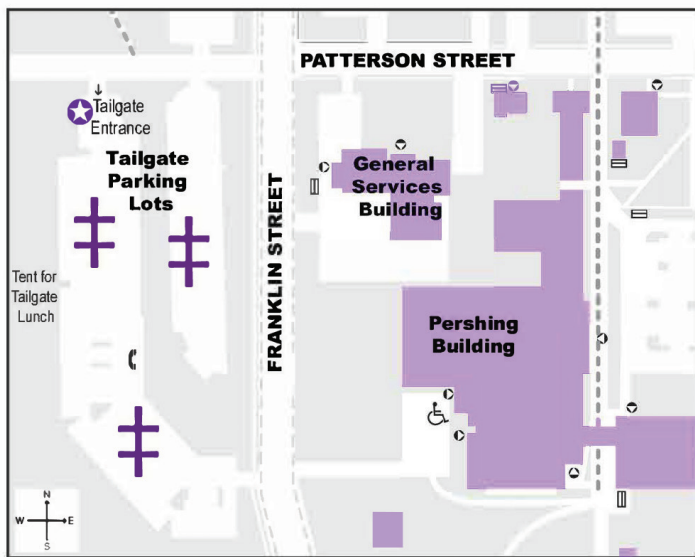 PATTERSON STREET
Tailgate
Entrance
Tailgate
Parking
Lots
General
Services
Building
FRANKLIN STREET
Tent for
Tailgate
Lunch
Pershing
Building
N
W E
S